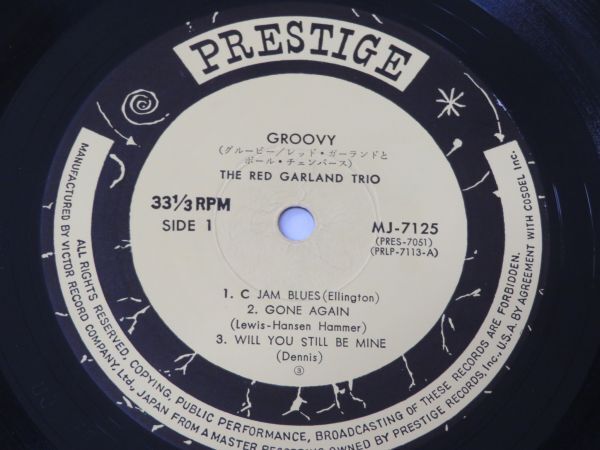 PRESTIGE
GROOVY
(グルービー/レッド・ガーランドと
ポール・チェンバース)
THE RED GARLAND TRIO
33 1/3 RPM
SIDE 1
MJ-7125
(PRES-7051)
(PRLP-7113-A)
1. C JAM BLUES (Ellington)
2. GONE AGAIN
(Lewis-Hansen Hammer)
3. WILL YOU STILL BE MINE
(Dennis)
③
MANUFACTURED BY VICTOR RECORD COMPANY, Ltd., JAPAN FROM A MASTER RECORDING OWNED BY PRESTIGE RECORDS, Inc., U.S.A. BY AGREEMENT WITH COSDEL Inc.
ALL RIGHTS RESERVED, COPYING, PUBLIC PERFORMANCE, BROADCASTING OF THESE RECORDS ARE FORBIDDEN.